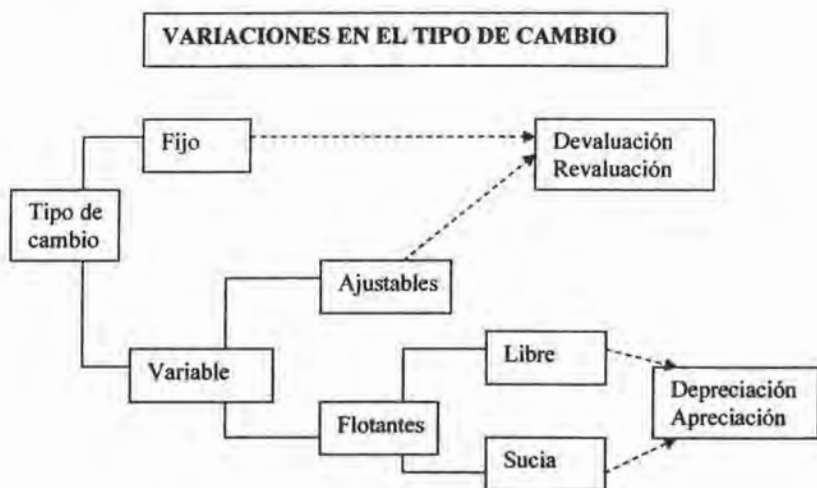 VARIACIONES EN EL TIPO DE CAMBIO
Fijo
Devaluación
Revaluación
Tipo de
cambio
Ajustables
Variable
Libre
Depreciación
Apreciación
Flotantes
Sucia